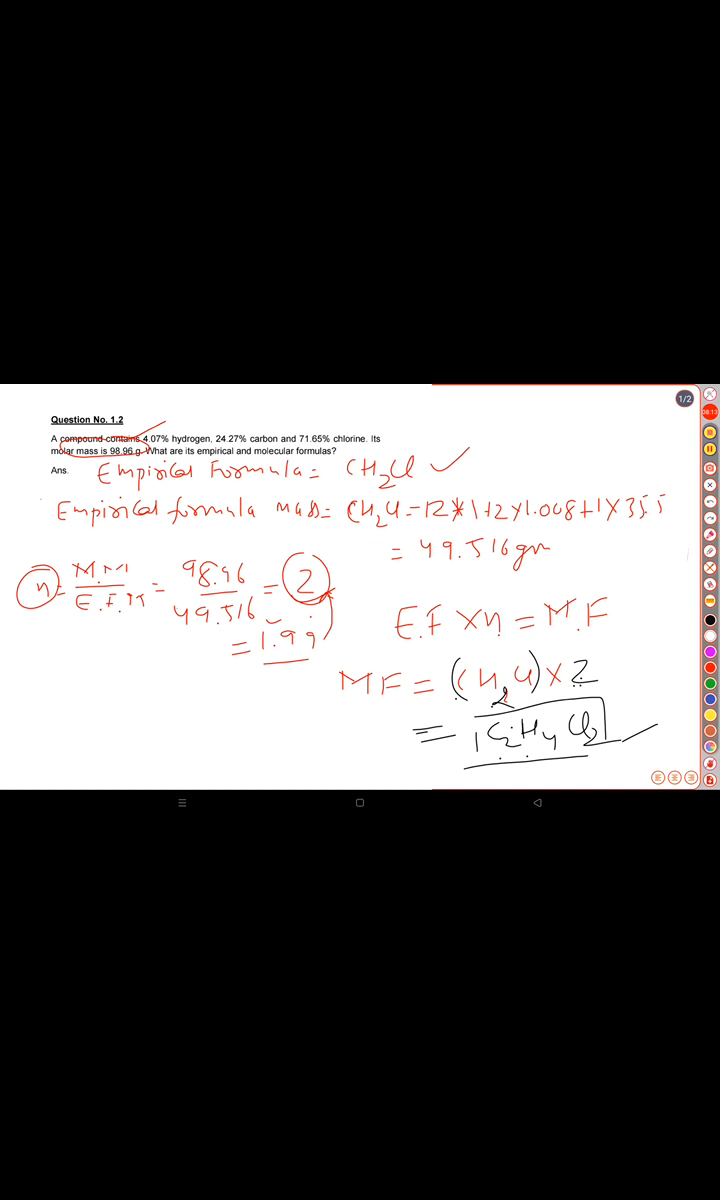 1/2
08:13
Question No. 1.2
A compound contains 4.07% hydrogen, 24.27% carbon and 71.65% chlorine. Its
molar mass is 98.96 g. What are its empirical and molecular formulas?
Ans.
Empirical Formula = CH2Cl ✓
Empirical formula mass = CH2Cl = 12*1+2×1.008+1×35.5
= 49.516gm
n = M.M / E.F.M = 98.96 / 49.516 = 2
= 1.99
E.F × n = M.F
MF = (CH2Cl) × 2
= C2H4Cl2